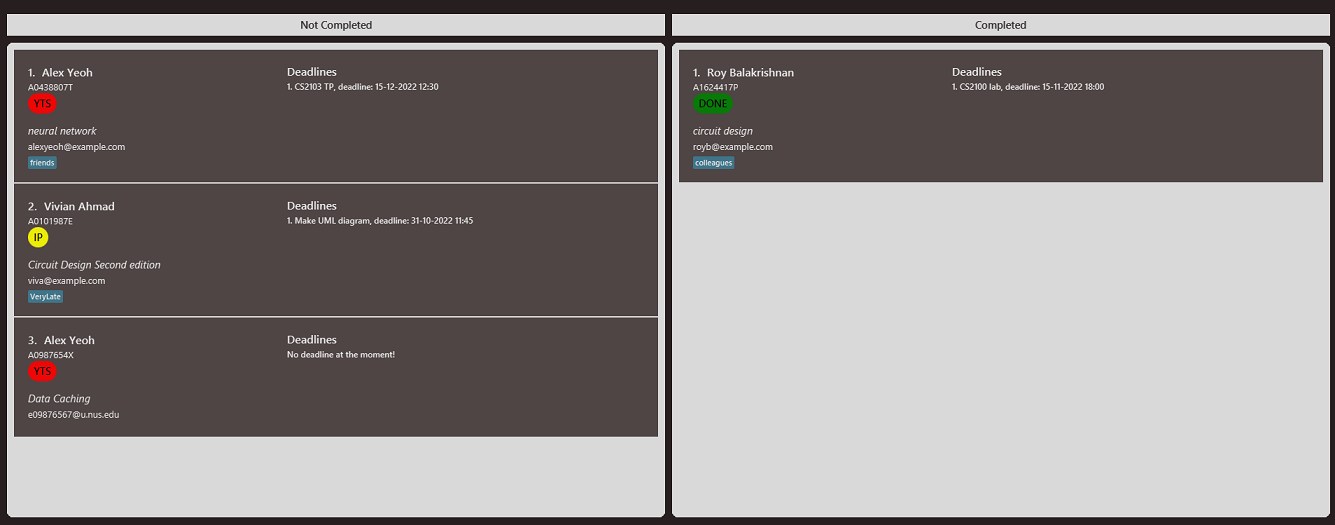 Not Completed
1. Alex Yeoh
A0438807T
YTS
neural network
alexyeoh@example.com
friends
Deadlines
1. CS2103 TP, deadline: 15-12-2022 12:30
2. Vivian Ahmad
A0101987E
IP
Circuit Design Second edition
viva@example.com
VeryLate
Deadlines
1. Make UML diagram, deadline: 31-10-2022 11:45
3. Alex Yeoh
A0987654X
YTS
Data Caching
e09876567@u.nus.edu
Deadlines
No deadline at the moment!
Completed
1. Roy Balakrishnan
A1624417P
DONE
circuit design
royb@example.com
colleagues
Deadlines
1. CS2100 lab, deadline: 15-11-2022 18:00